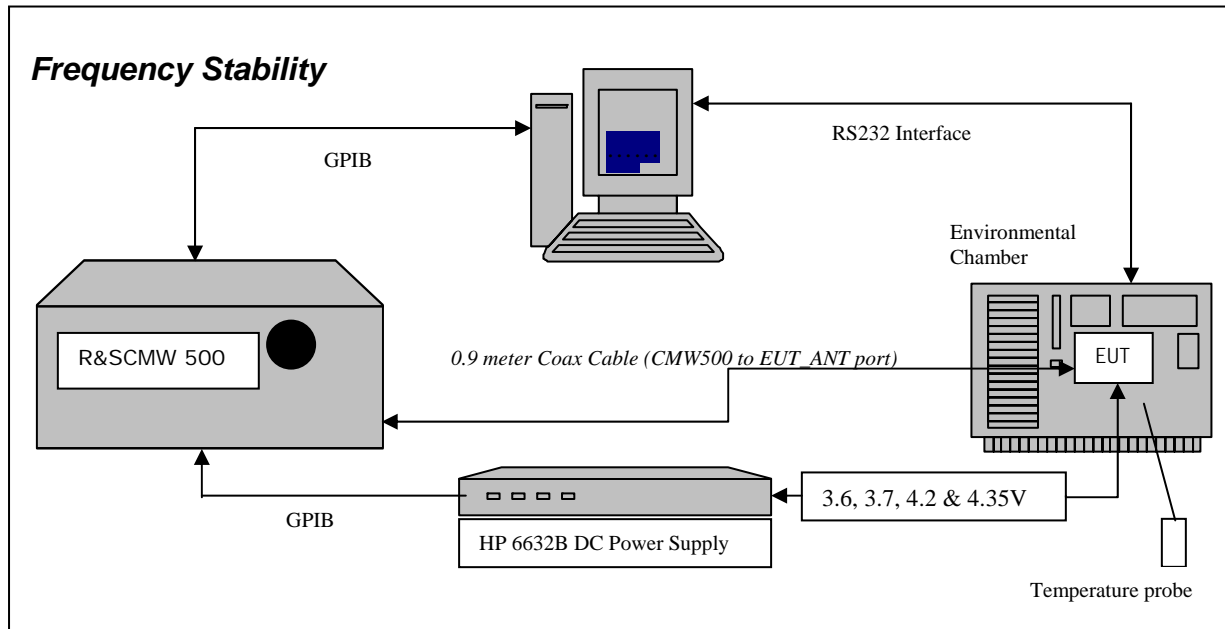 Frequency Stability
GPIB
RS232 Interface
Environmental
Chamber
R&SCMW 500
0.9 meter Coax Cable (CMW500 to EUT_ANT port)
EUT
3.6, 3.7, 4.2 & 4.35V
GPIB
HP 6632B DC Power Supply
Temperature probe